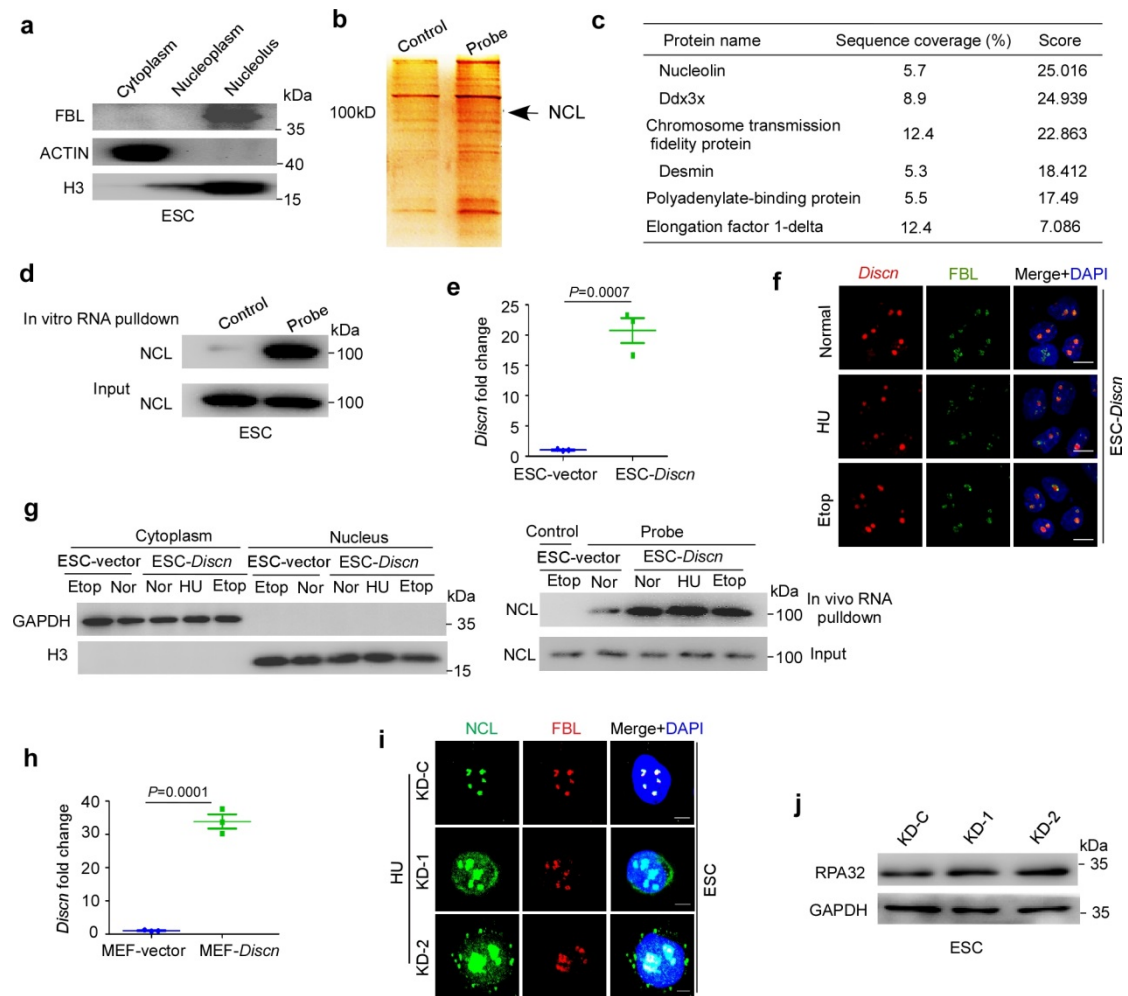 a
Cytoplasm
Nucleoplasm
Nucleolus
kDa
FBL
35
ACTIN
40
H3
15
ESC
b
Control
Probe
100kD
NCL
c
Protein name Sequence coverage (%) Score
Nucleolin 5.7 25.016
Ddx3x 8.9 24.939
Chromosome transmission
fidelity protein 12.4 22.863
Desmin 5.3 18.412
Polyadenylate-binding protein 5.5 17.49
Elongation factor 1-delta 12.4 7.086
d
In vitro RNA pulldown
Control
Probe
kDa
NCL
100
Input
NCL
100
ESC
e
P=0.0007
Discn fold change
25
20
15
10
5
0
ESC-vector ESC-Discn
f
Discn FBL Merge+DAPI
Normal
HU
Etop
ESC-Discn
g
Cytoplasm Nucleus
ESC-vector ESC-Discn ESC-vector ESC-Discn
Etop Nor Nor HU Etop Etop Nor Nor HU Etop
kDa
GAPDH
35
H3
15
Control Probe
ESC-vector ESC-Discn
Etop Nor Nor HU Etop
kDa
NCL
100
In vivo RNA
pulldown
NCL
100
Input
h
P=0.0001
Discn fold change
40
30
20
10
0
MEF-vector MEF-Discn
i
NCL FBL Merge+DAPI
HU
KD-C
KD-1
KD-2
ESC
j
KD-C
KD-1
KD-2
kDa
RPA32
35
GAPDH
35
ESC